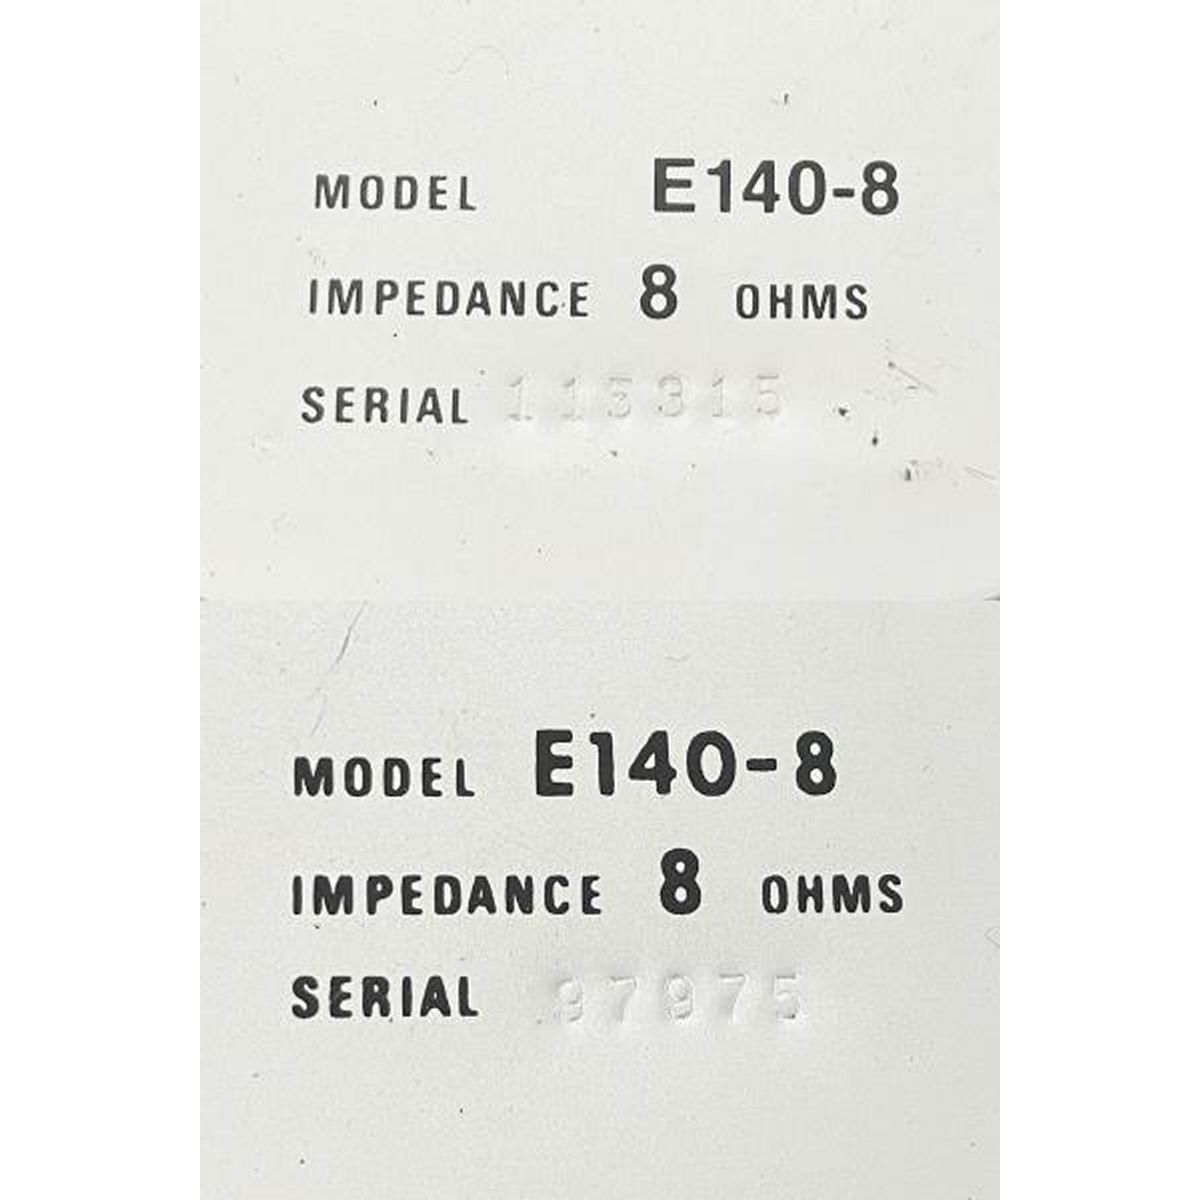 MODEL E140-8
IMPEDANCE 8 OHMS
SERIAL 115315
MODEL E140-8
IMPEDANCE 8 OHMS
SERIAL 97975